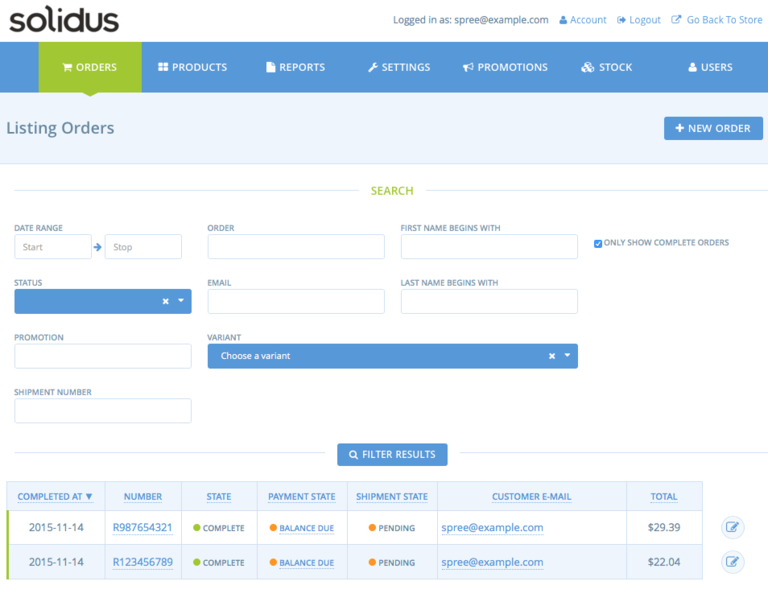 solidus
Logged in as: spree@example.com Account Logout Go Back To Store
ORDERS PRODUCTS REPORTS SETTINGS PROMOTIONS STOCK USERS
Listing Orders
NEW ORDER
SEARCH
DATE RANGE ORDER FIRST NAME BEGINS WITH
Start Stop ONLY SHOW COMPLETE ORDERS
STATUS EMAIL LAST NAME BEGINS WITH
PROMOTION VARIANT
Choose a variant
SHIPMENT NUMBER
FILTER RESULTS
COMPLETED AT ▼ NUMBER STATE PAYMENT STATE SHIPMENT STATE CUSTOMER E-MAIL TOTAL
2015-11-14 R987654321 COMPLETE BALANCE DUE PENDING spree@example.com $29.39
2015-11-14 R123456789 COMPLETE BALANCE DUE PENDING spree@example.com $22.04